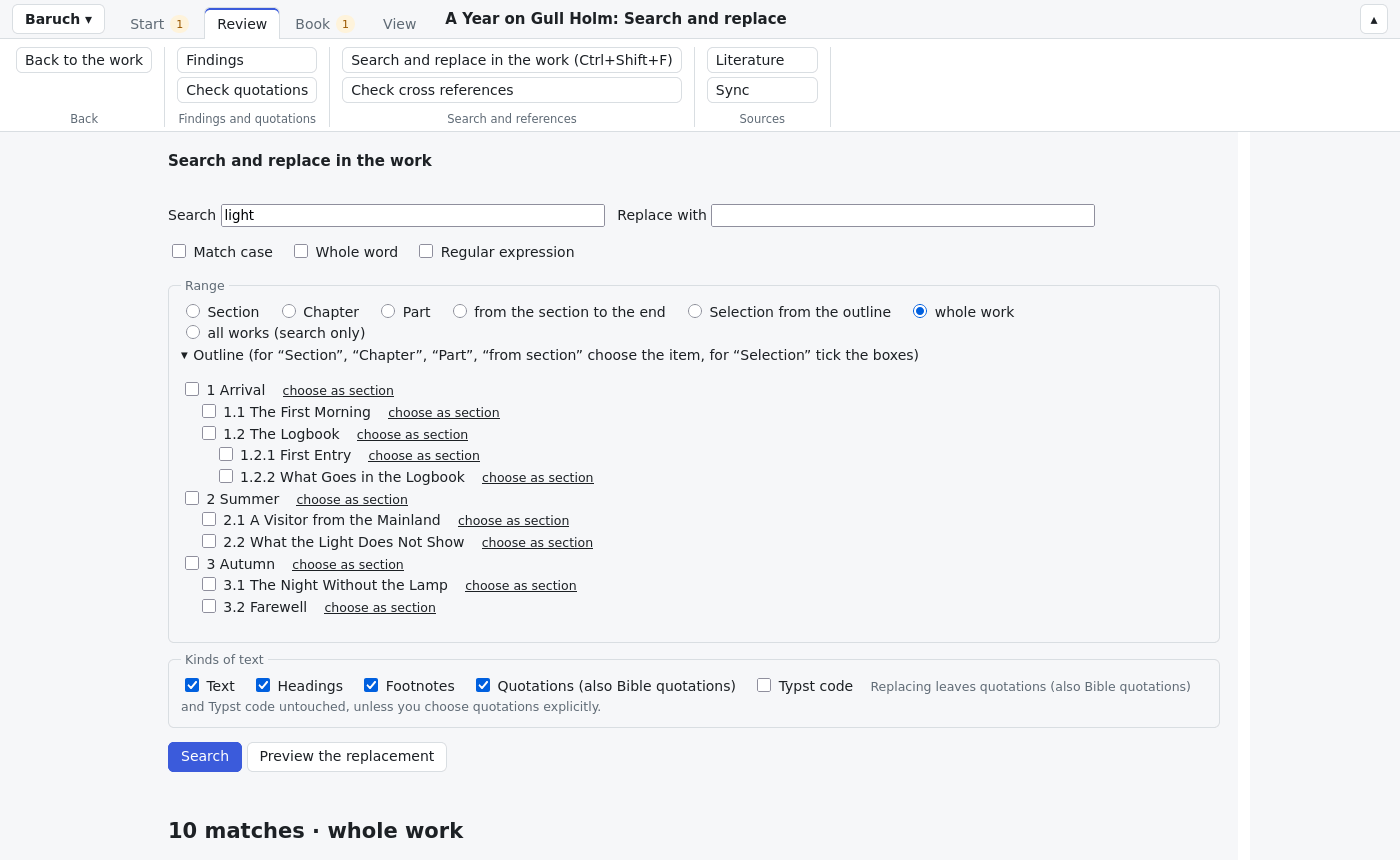 Baruch ▾ Start 1 Review Book 1 View A Year on Gull Holm: Search and replace ▴
Back to the work Findings Search and replace in the work (Ctrl+Shift+F) Literature
Check quotations Check cross references Sync
Back Findings and quotations Search and references Sources
Search and replace in the work
Search light Replace with
Match case Whole word Regular expression
Range
Section Chapter Part from the section to the end Selection from the outline whole work
all works (search only)
▾ Outline (for “Section”, “Chapter”, “Part”, “from section” choose the item, for “Selection” tick the boxes)
1 Arrival choose as section
1.1 The First Morning choose as section
1.2 The Logbook choose as section
1.2.1 First Entry choose as section
1.2.2 What Goes in the Logbook choose as section
2 Summer choose as section
2.1 A Visitor from the Mainland choose as section
2.2 What the Light Does Not Show choose as section
3 Autumn choose as section
3.1 The Night Without the Lamp choose as section
3.2 Farewell choose as section
Kinds of text
Text Headings Footnotes Quotations (also Bible quotations) Typst code Replacing leaves quotations (also Bible quotations)
and Typst code untouched, unless you choose quotations explicitly.
Search Preview the replacement
10 matches · whole work